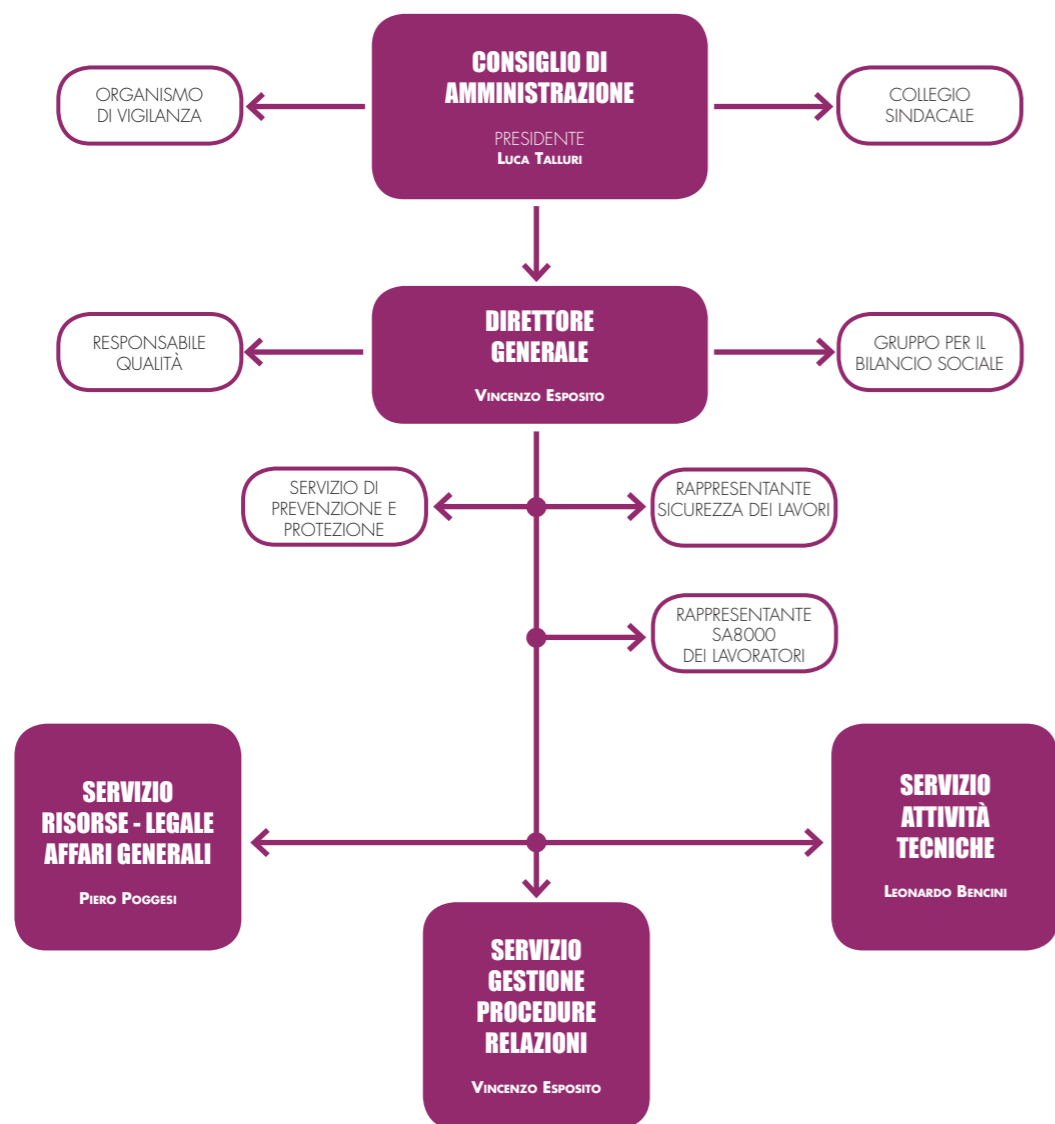 CONSIGLIO DI
AMMINISTRAZIONE
PRESIDENTE
LUCA TALLURI
ORGANISMO
DI VIGILANZA
COLLEGIO
SINDACALE
DIRETTORE
GENERALE
VINCENZO ESPOSITO
RESPONSABILE
QUALITÀ
GRUPPO PER IL
BILANCIO SOCIALE
SERVIZIO DI
PREVENZIONE E
PROTEZIONE
RAPPRESENTANTE
SICUREZZA DEI LAVORI
RAPPRESENTANTE
SA8000
DEI LAVORATORI
SERVIZIO
RISORSE - LEGALE
AFFARI GENERALI
PIERO POGGESI
SERVIZIO
ATTIVITÀ
TECNICHE
LEONARDO BENCINI
SERVIZIO
GESTIONE
PROCEDURE
RELAZIONI
VINCENZO ESPOSITO